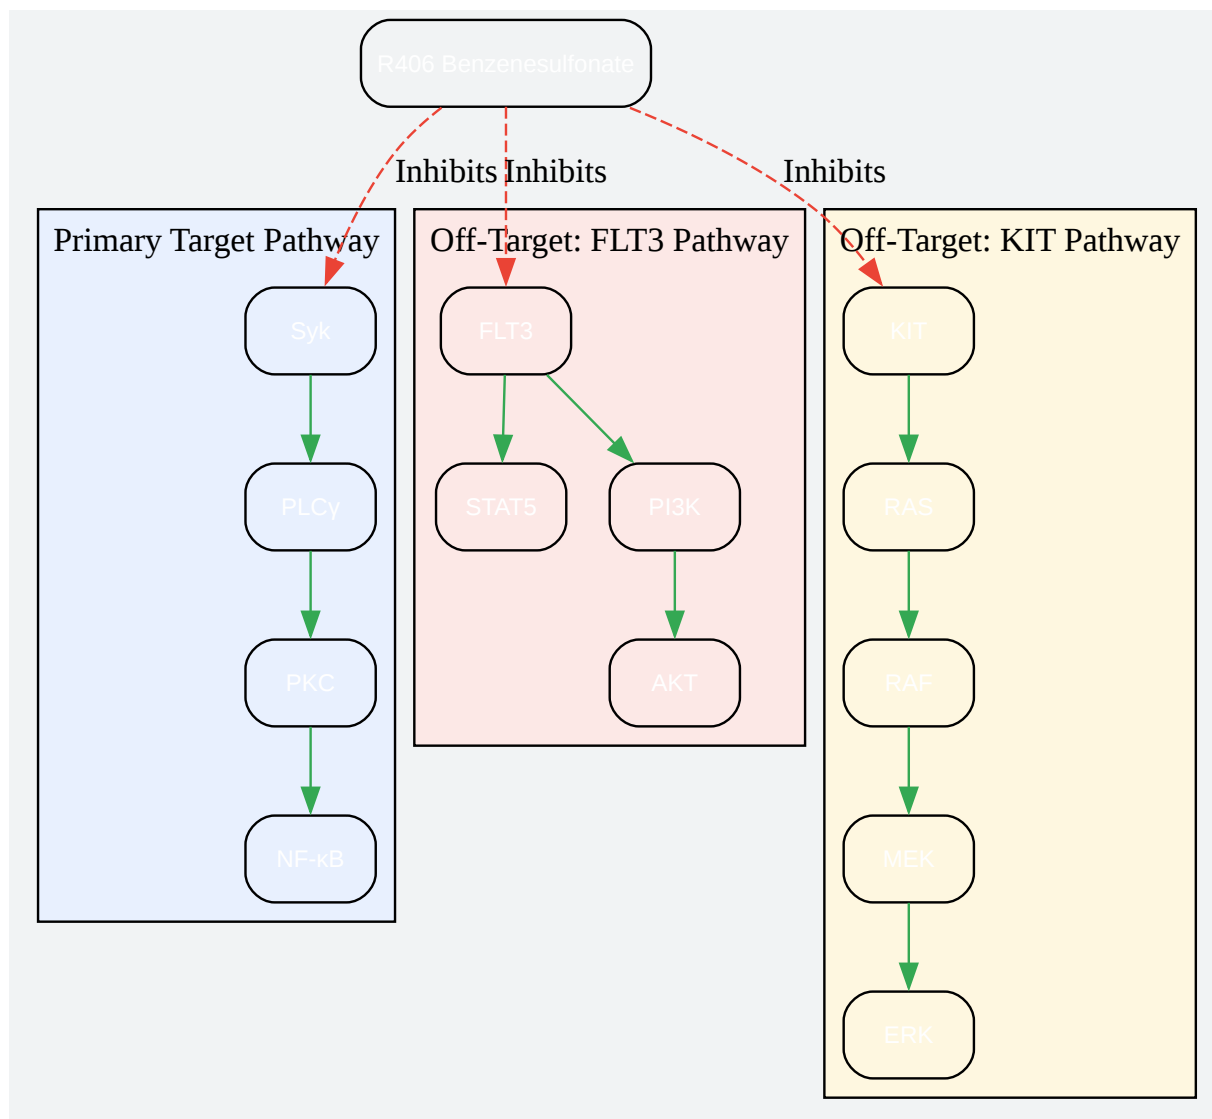 R406 Benzenesulfonate
Inhibits
Inhibits
Inhibits
Primary Target Pathway
Syk
PLCγ
PKC
NF-κB
Off-Target: FLT3 Pathway
FLT3
STAT5
PI3K
AKT
Off-Target: KIT Pathway
KIT
RAS
RAF
MEK
ERK